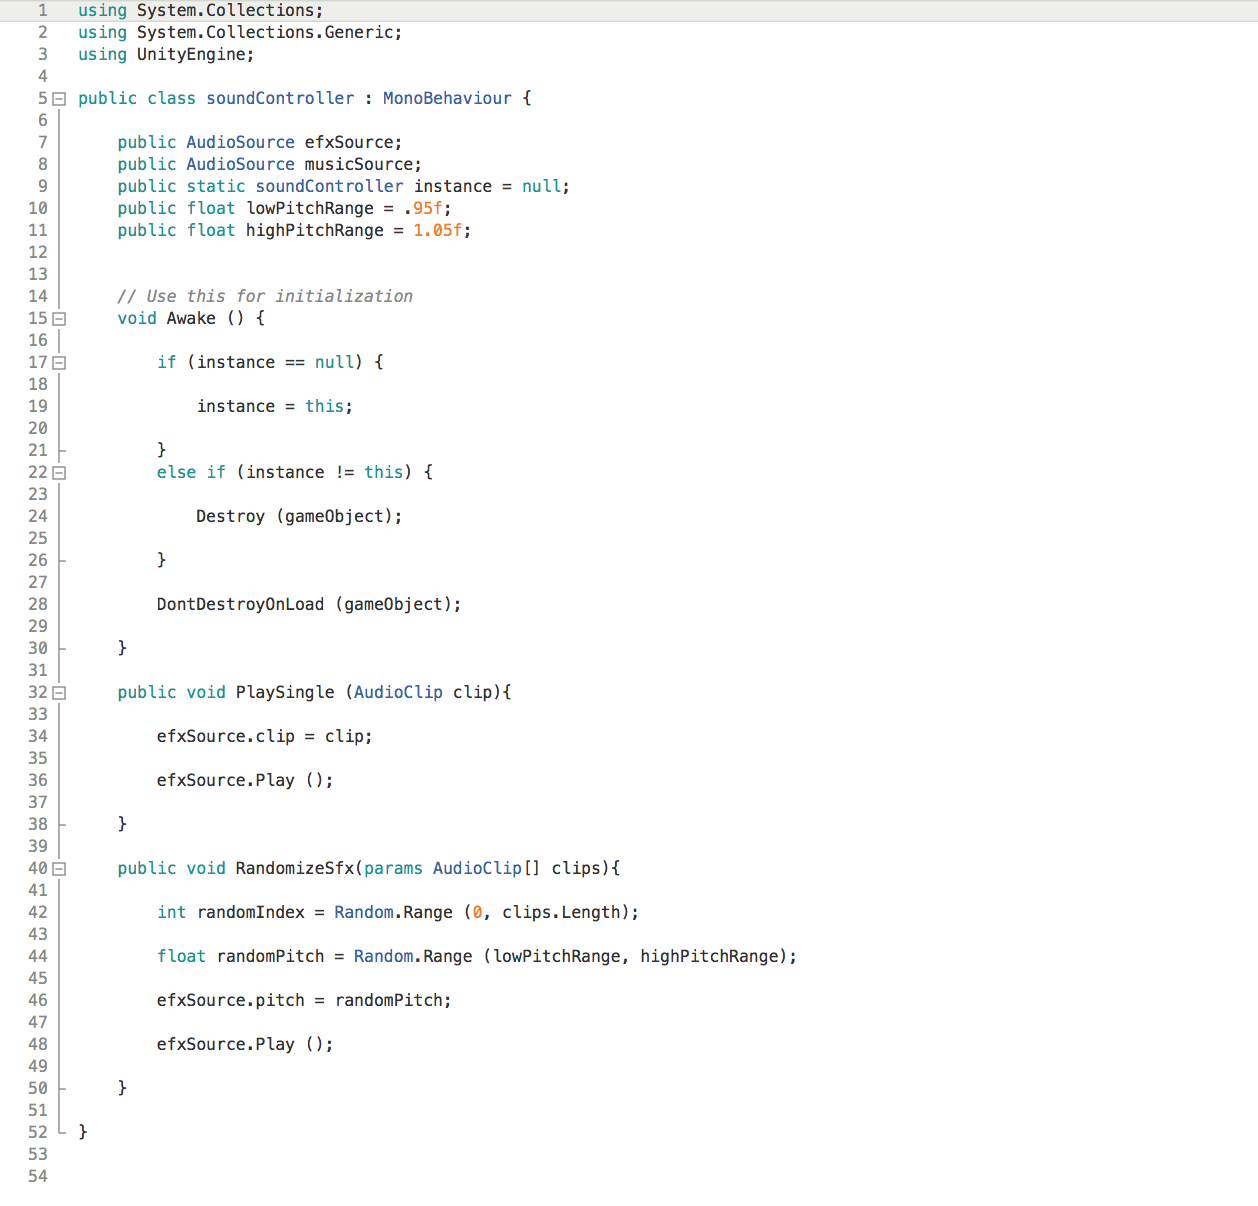 1 using System.Collections;
2 using System.Collections.Generic;
3 using UnityEngine;
4
5 public class soundController : MonoBehaviour {
6
7 public AudioSource efxSource;
8 public AudioSource musicSource;
9 public static soundController instance = null;
10 public float lowPitchRange = .95f;
11 public float highPitchRange = 1.05f;
12
13
14 // Use this for initialization
15 void Awake () {
16
17 if (instance == null) {
18
19 instance = this;
20
21 }
22 else if (instance != this) {
23
24 Destroy (gameObject);
25
26 }
27
28 DontDestroyOnLoad (gameObject);
29
30 }
31
32 public void PlaySingle (AudioClip clip){
33
34 efxSource.clip = clip;
35
36 efxSource.Play ();
37
38 }
39
40 public void RandomizeSfx(params AudioClip[] clips){
41
42 int randomIndex = Random.Range (0, clips.Length);
43
44 float randomPitch = Random.Range (lowPitchRange, highPitchRange);
45
46 efxSource.pitch = randomPitch;
47
48 efxSource.Play ();
49
50 }
51
52 }
53
54